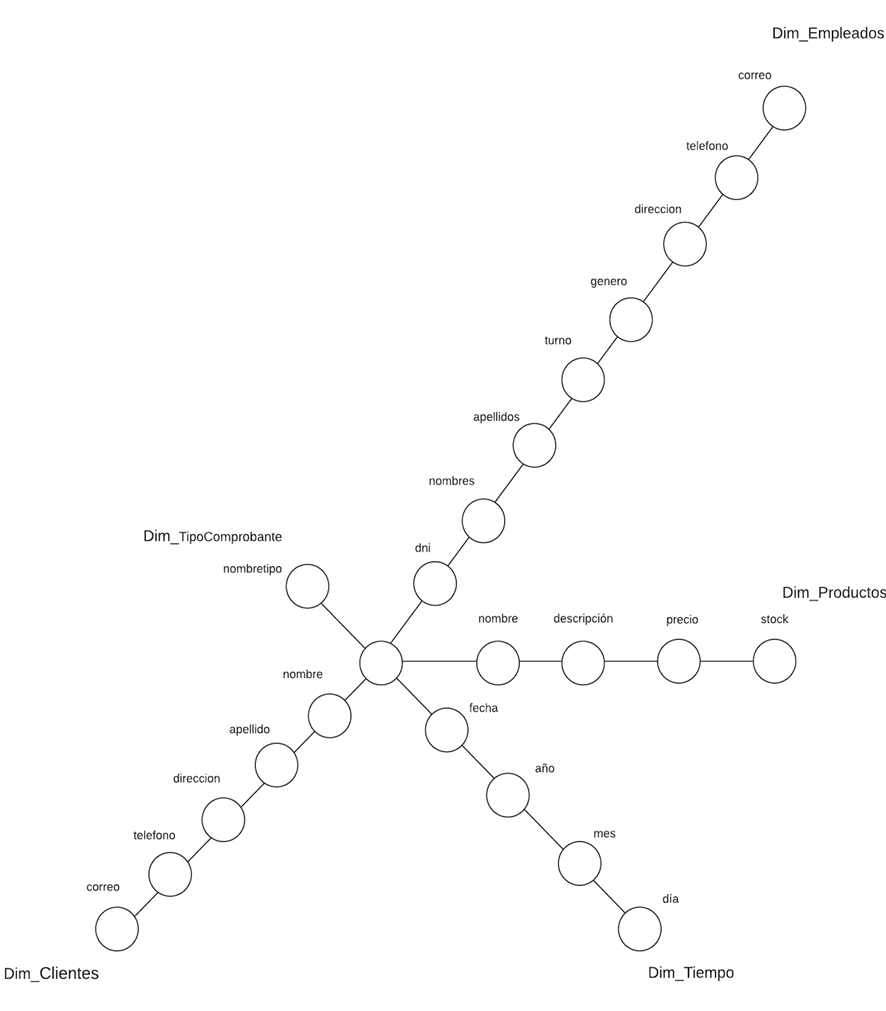 Dim_Empleados
correo
telefono
direccion
genero
turno
apellidos
nombres
Dim_TipoComprobante
dni
nombretipo
Dim_Productos
nombre
descripción
precio
stock
nombre
fecha
apellido
año
direccion
telefono
mes
correo
día
Dim_Clientes
Dim_Tiempo